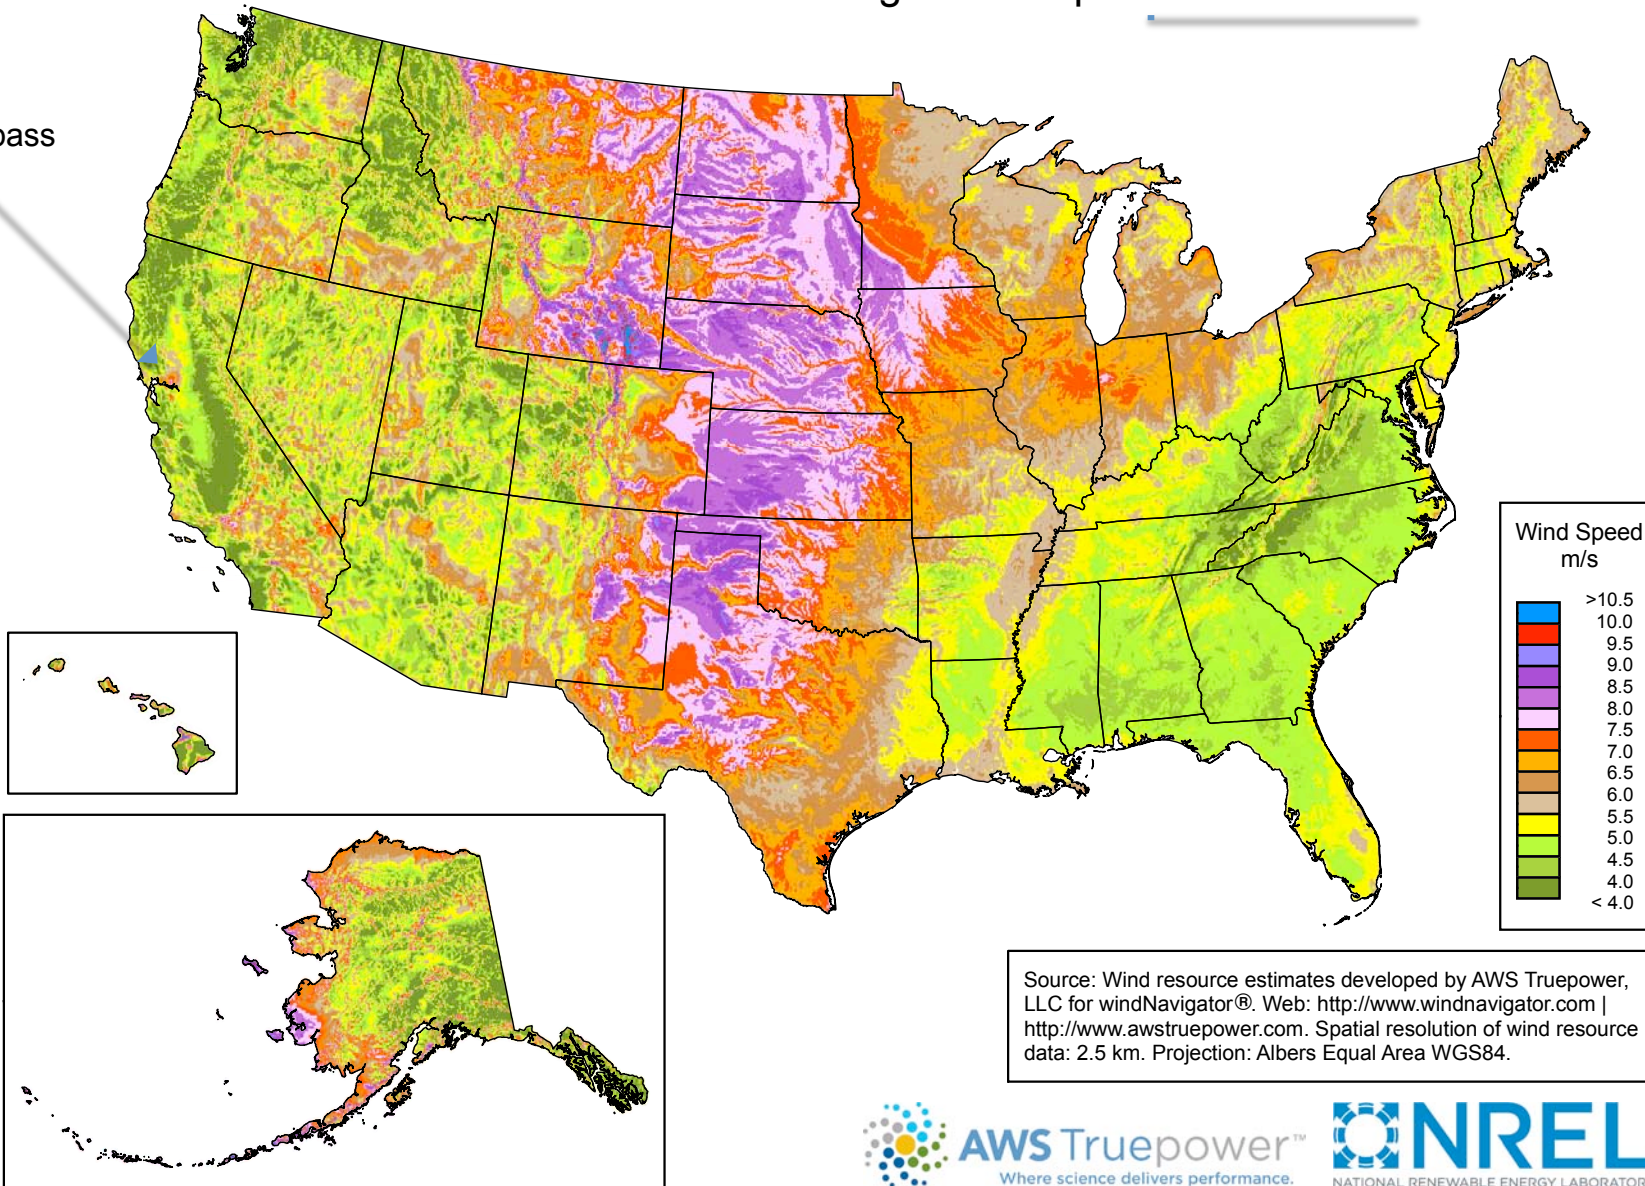 pass
Wind Speed
m/s
>10.5
10.0
9.5
9.0
8.5
8.0
7.5
7.0
6.5
6.0
5.5
5.0
4.5
4.0
< 4.0
Source: Wind resource estimates developed by AWS Truepower,
LLC for windNavigator®. Web: http://www.windnavigator.com |
http://www.awstruepower.com. Spatial resolution of wind resource
data: 2.5 km. Projection: Albers Equal Area WGS84.
AWS Truepower™
Where science delivers performance.
NREL
NATIONAL RENEWABLE ENERGY LABORATOR